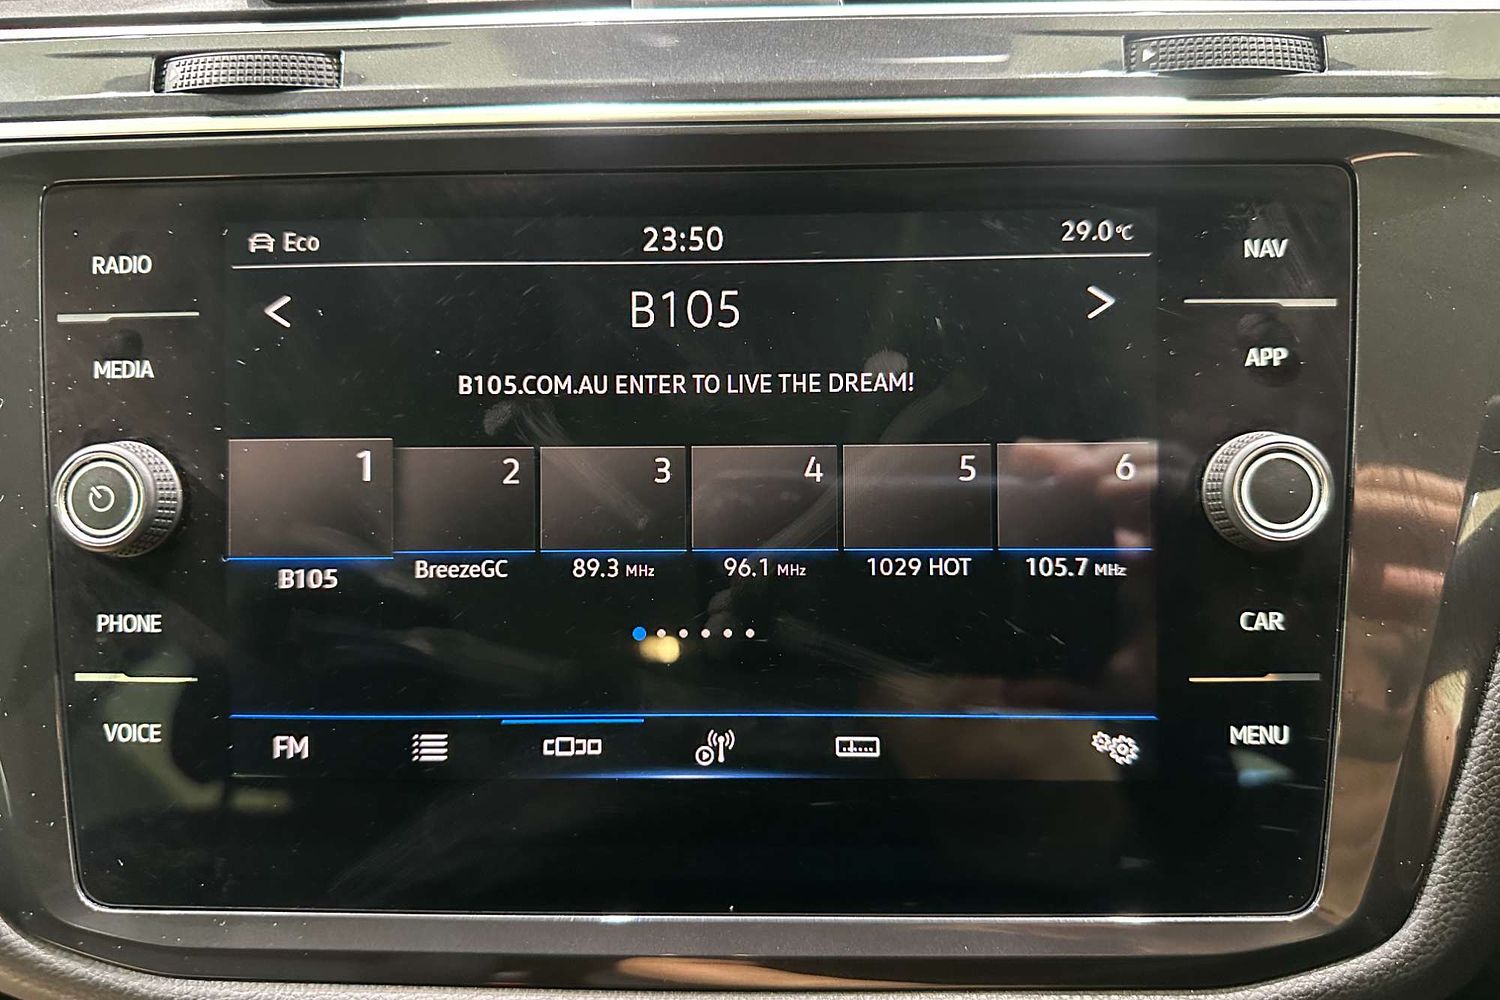 Eco 23:50 29.0°C
RADIO
NAV
B105
MEDIA
APP
B105.COM.AU ENTER TO LIVE THE DREAM!
1 2 3 4 5 6
B105 BreezeGC 89.3 MHz 96.1 MHz 1029 HOT 105.7 MHz
PHONE
CAR
VOICE
MENU
FM